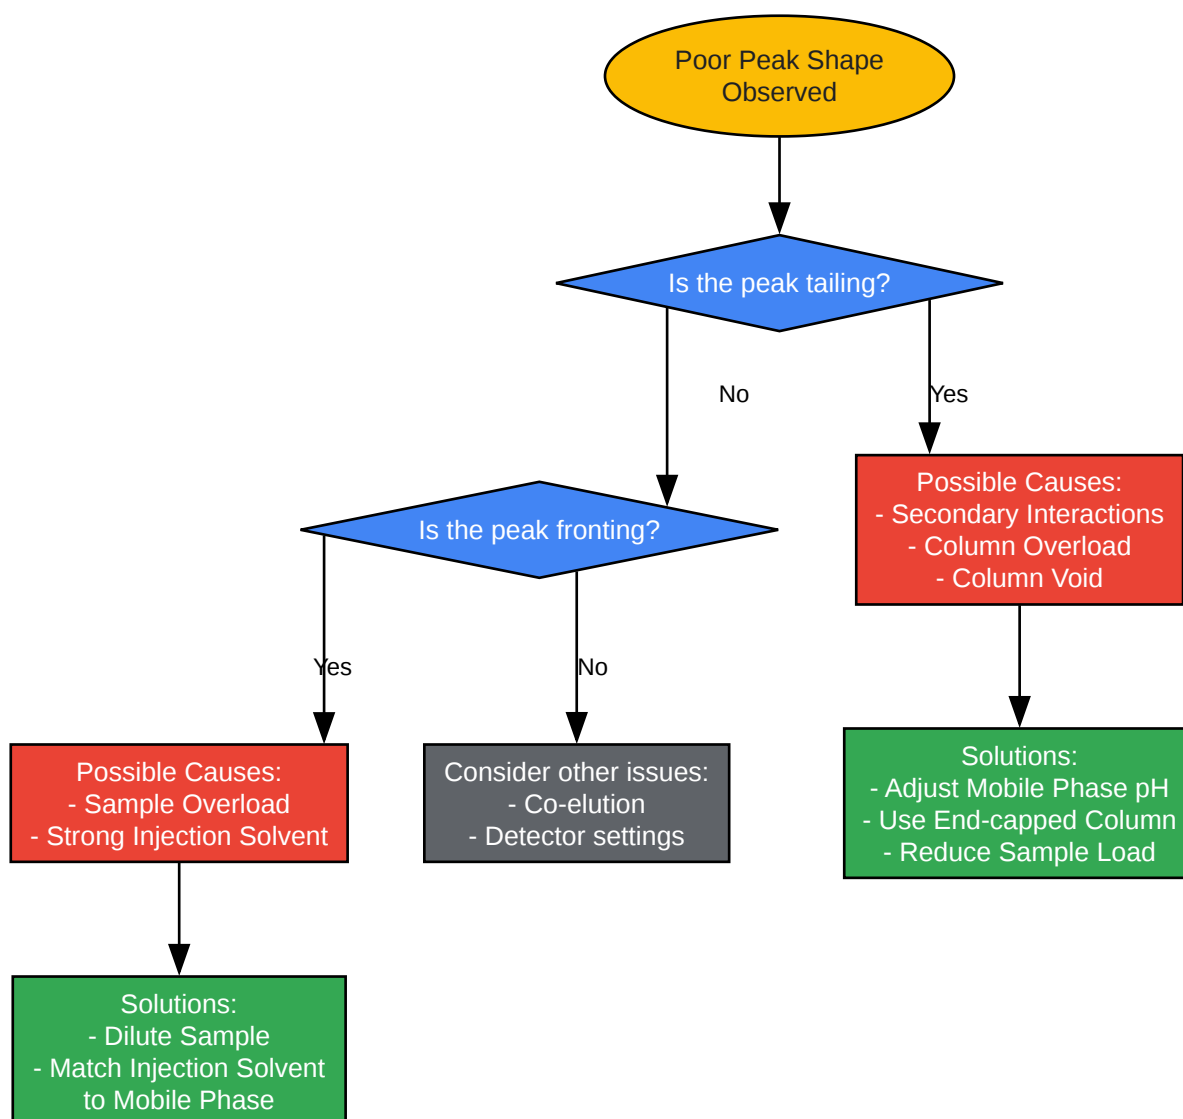 Poor Peak Shape
Observed
Is the peak tailing?
No
Yes
Is the peak fronting?
Possible Causes:
- Secondary Interactions
- Column Overload
- Column Void
Yes
No
Possible Causes:
- Sample Overload
- Strong Injection Solvent
Consider other issues:
- Co-elution
- Detector settings
Solutions:
- Adjust Mobile Phase pH
- Use End-capped Column
- Reduce Sample Load
Solutions:
- Dilute Sample
- Match Injection Solvent
to Mobile Phase